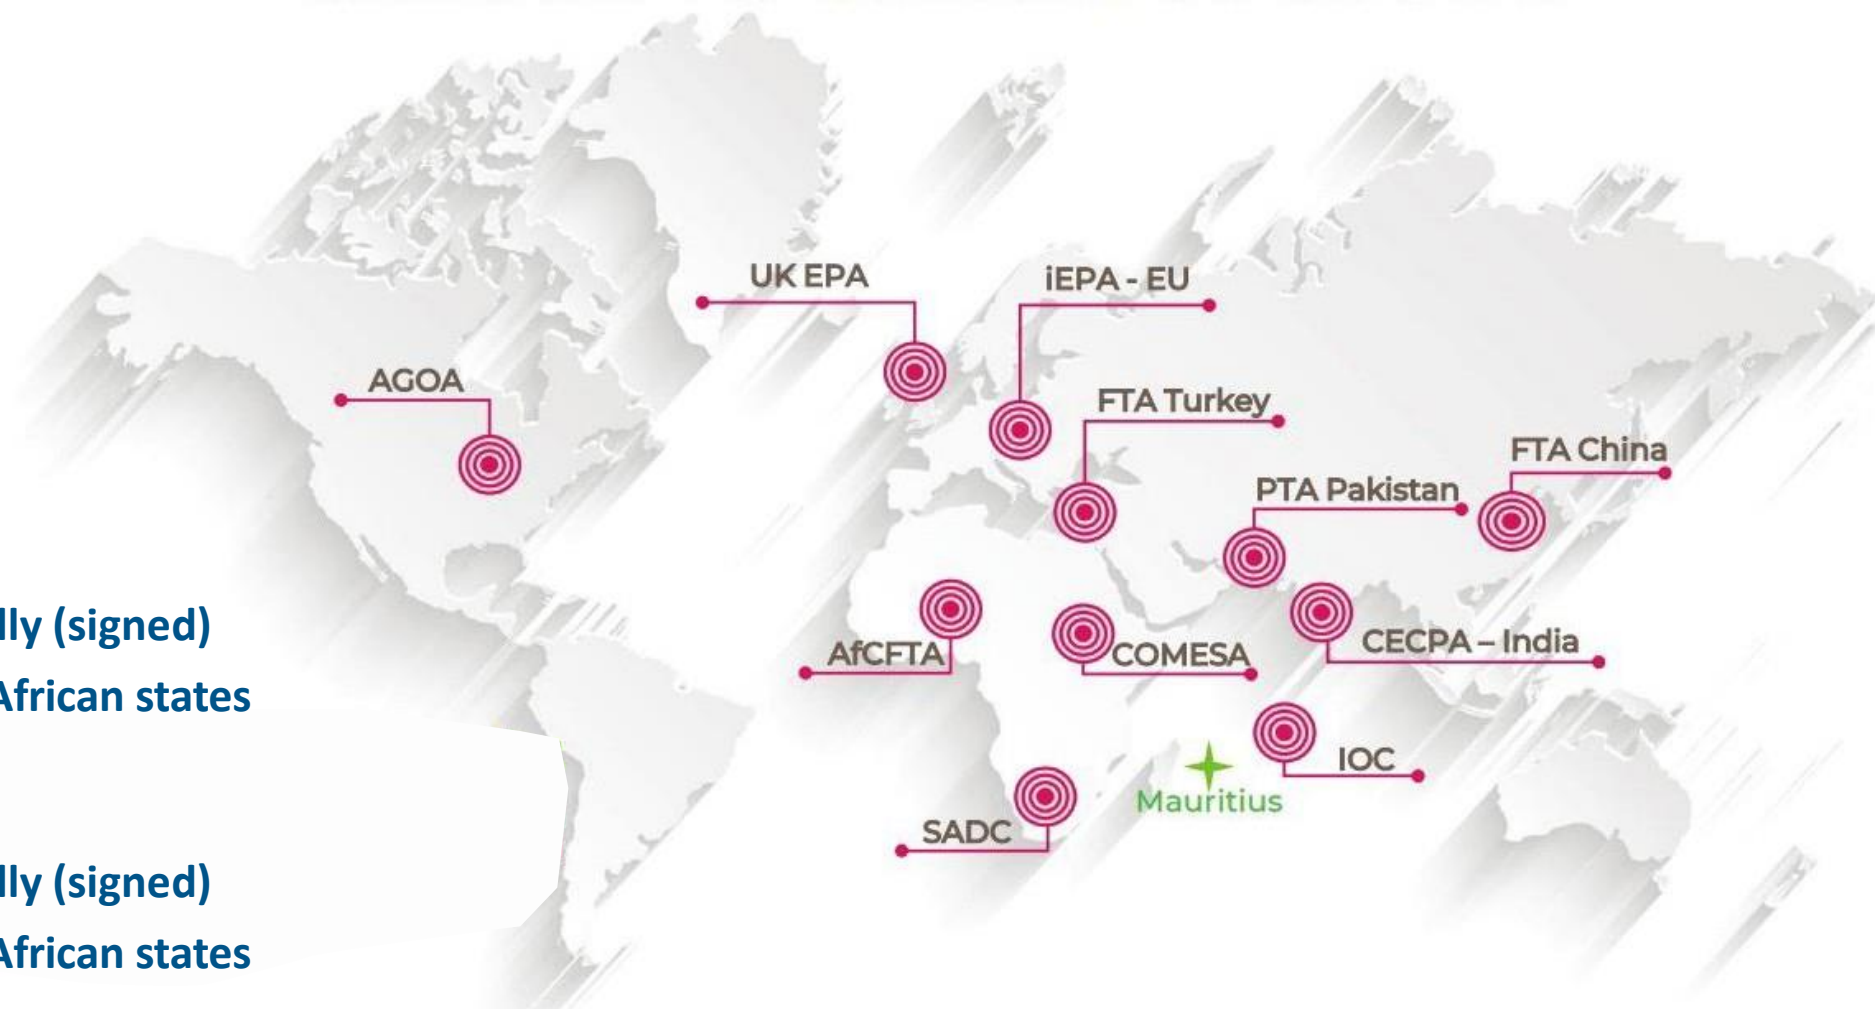 UK EPA
iEPA - EU
AGOA
FTA Turkey
FTA China
PTA Pakistan
lly (signed)
African states
AfCFTA
COMESA
CECPA – India
IOC
Mauritius
SADC
lly (signed)
African states